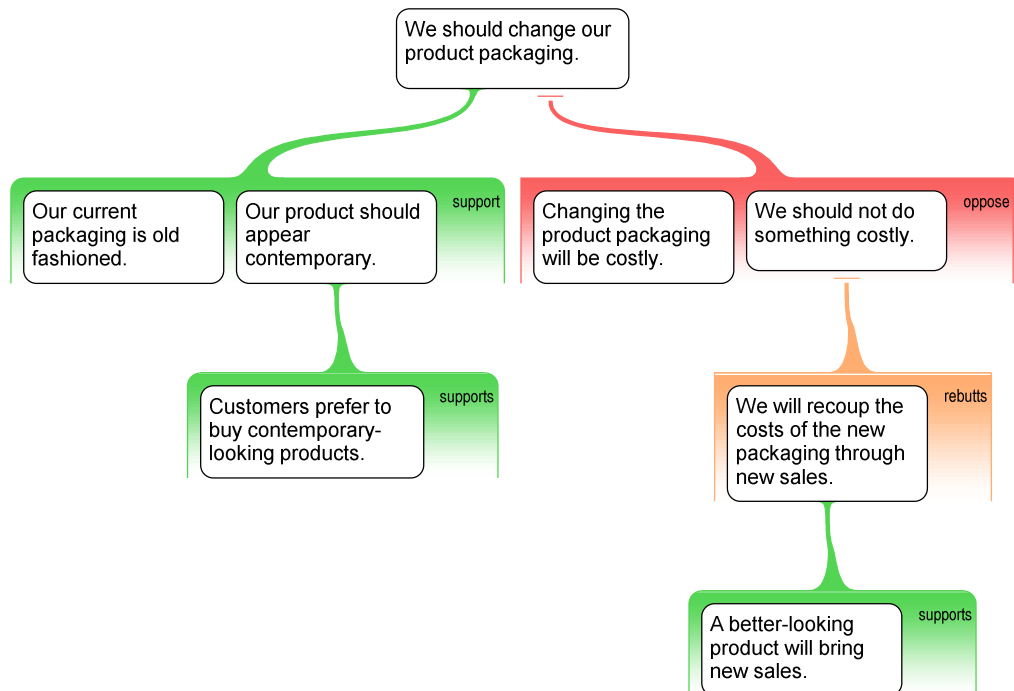 We should change our
product packaging.
support
Our current
packaging is old
fashioned.
Our product should
appear
contemporary.
oppose
Changing the
product packaging
will be costly.
We should not do
something costly.
supports
Customers prefer to
buy contemporary-
looking products.
rebutts
We will recoup the
costs of the new
packaging through
new sales.
supports
A better-looking
product will bring
new sales.